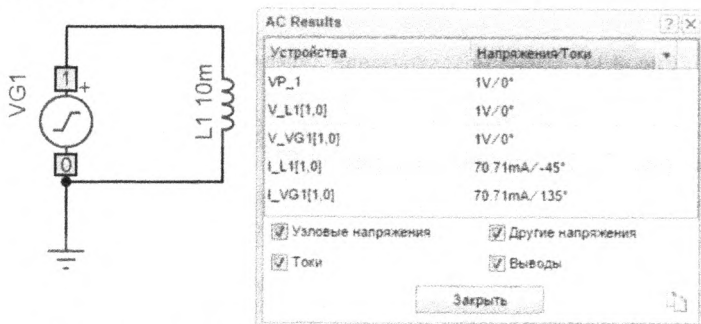 VG1
1
+
0
L1 10m
AC Results
? X
Устройства Напряжения/Токи
VP_1 1V/0°
V_L1[1,0] 1V/0°
V_VG1[1,0] 1V/0°
I_L1[1,0] 70.71mA/-45°
I_VG1[1,0] 70.71mA/135°
Узловые напряжения Другие напряжения
Токи Выводы
Закрыть